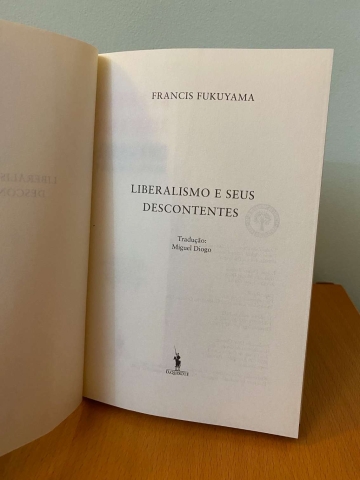 FRANCIS FUKUYAMA
LIBERALISMO E SEUS
DESCONTENTES
Tradução:
Miguel Diogo